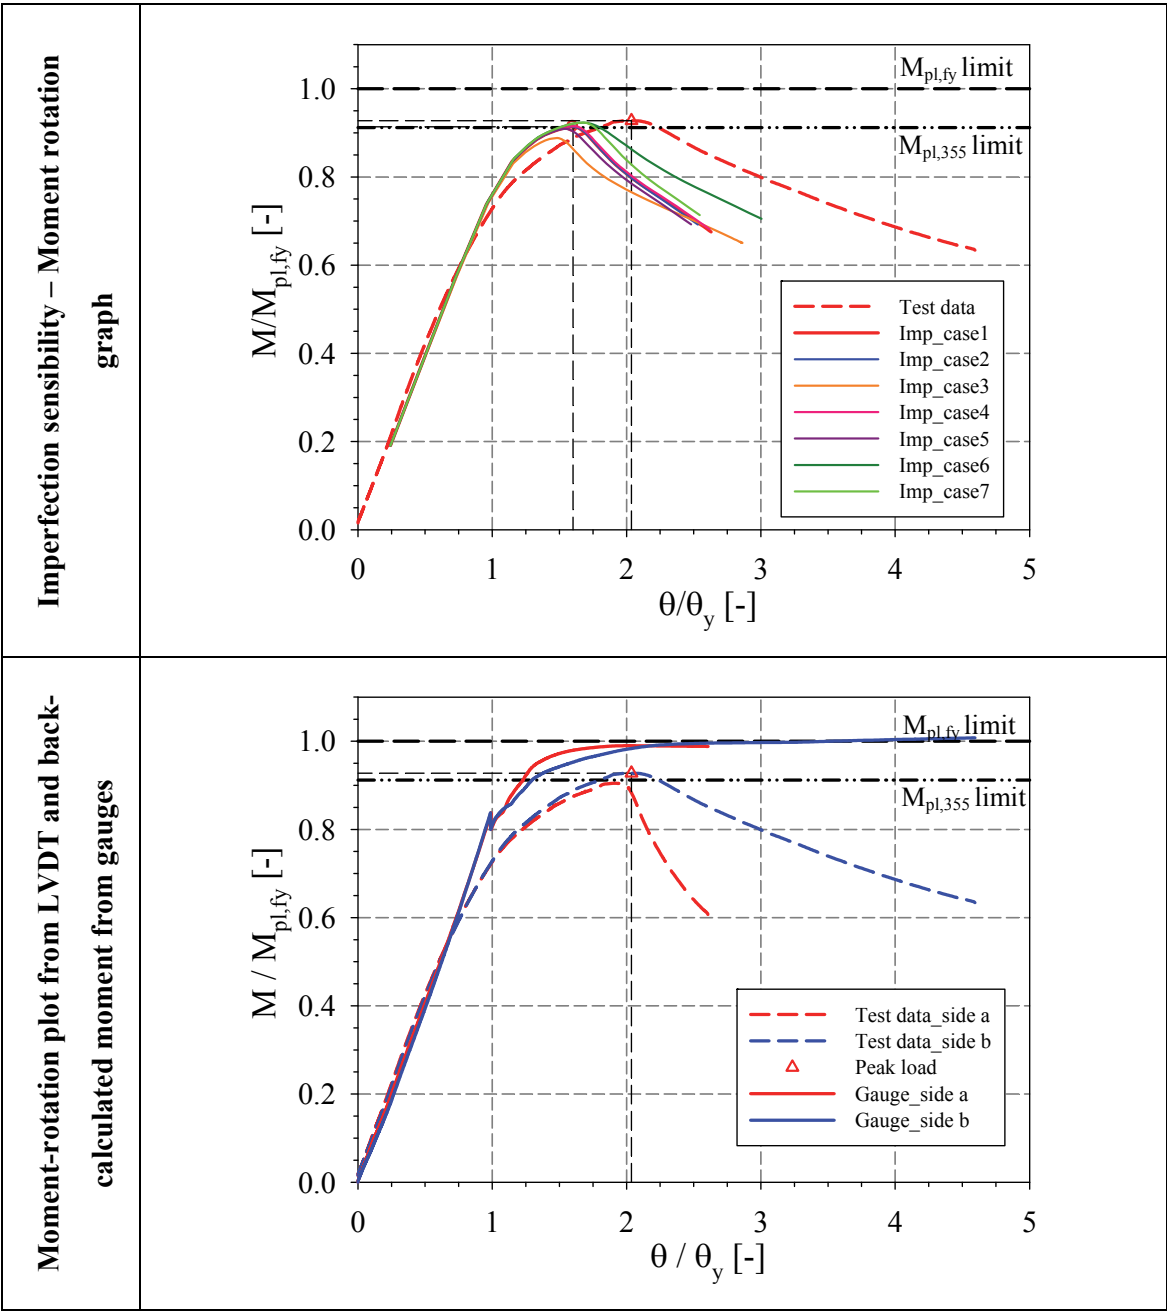 Imperfection sensibility – Moment rotation
graph
M/Mpl,fy [-]
1.0
0.8
0.6
0.4
0.2
0.0
Mpl,fy limit
Mpl,355 limit
Test data
Imp_case1
Imp_case2
Imp_case3
Imp_case4
Imp_case5
Imp_case6
Imp_case7
0 1 2 3 4 5
θ/θy [-]
Moment-rotation plot from LVDT and back-
calculated moment from gauges
M / Mpl,fy [-]
1.0
0.8
0.6
0.4
0.2
0.0
Mpl,fy limit
Mpl,355 limit
Test data_side a
Test data_side b
Peak load
Gauge_side a
Gauge_side b
0 1 2 3 4 5
θ / θy [-]